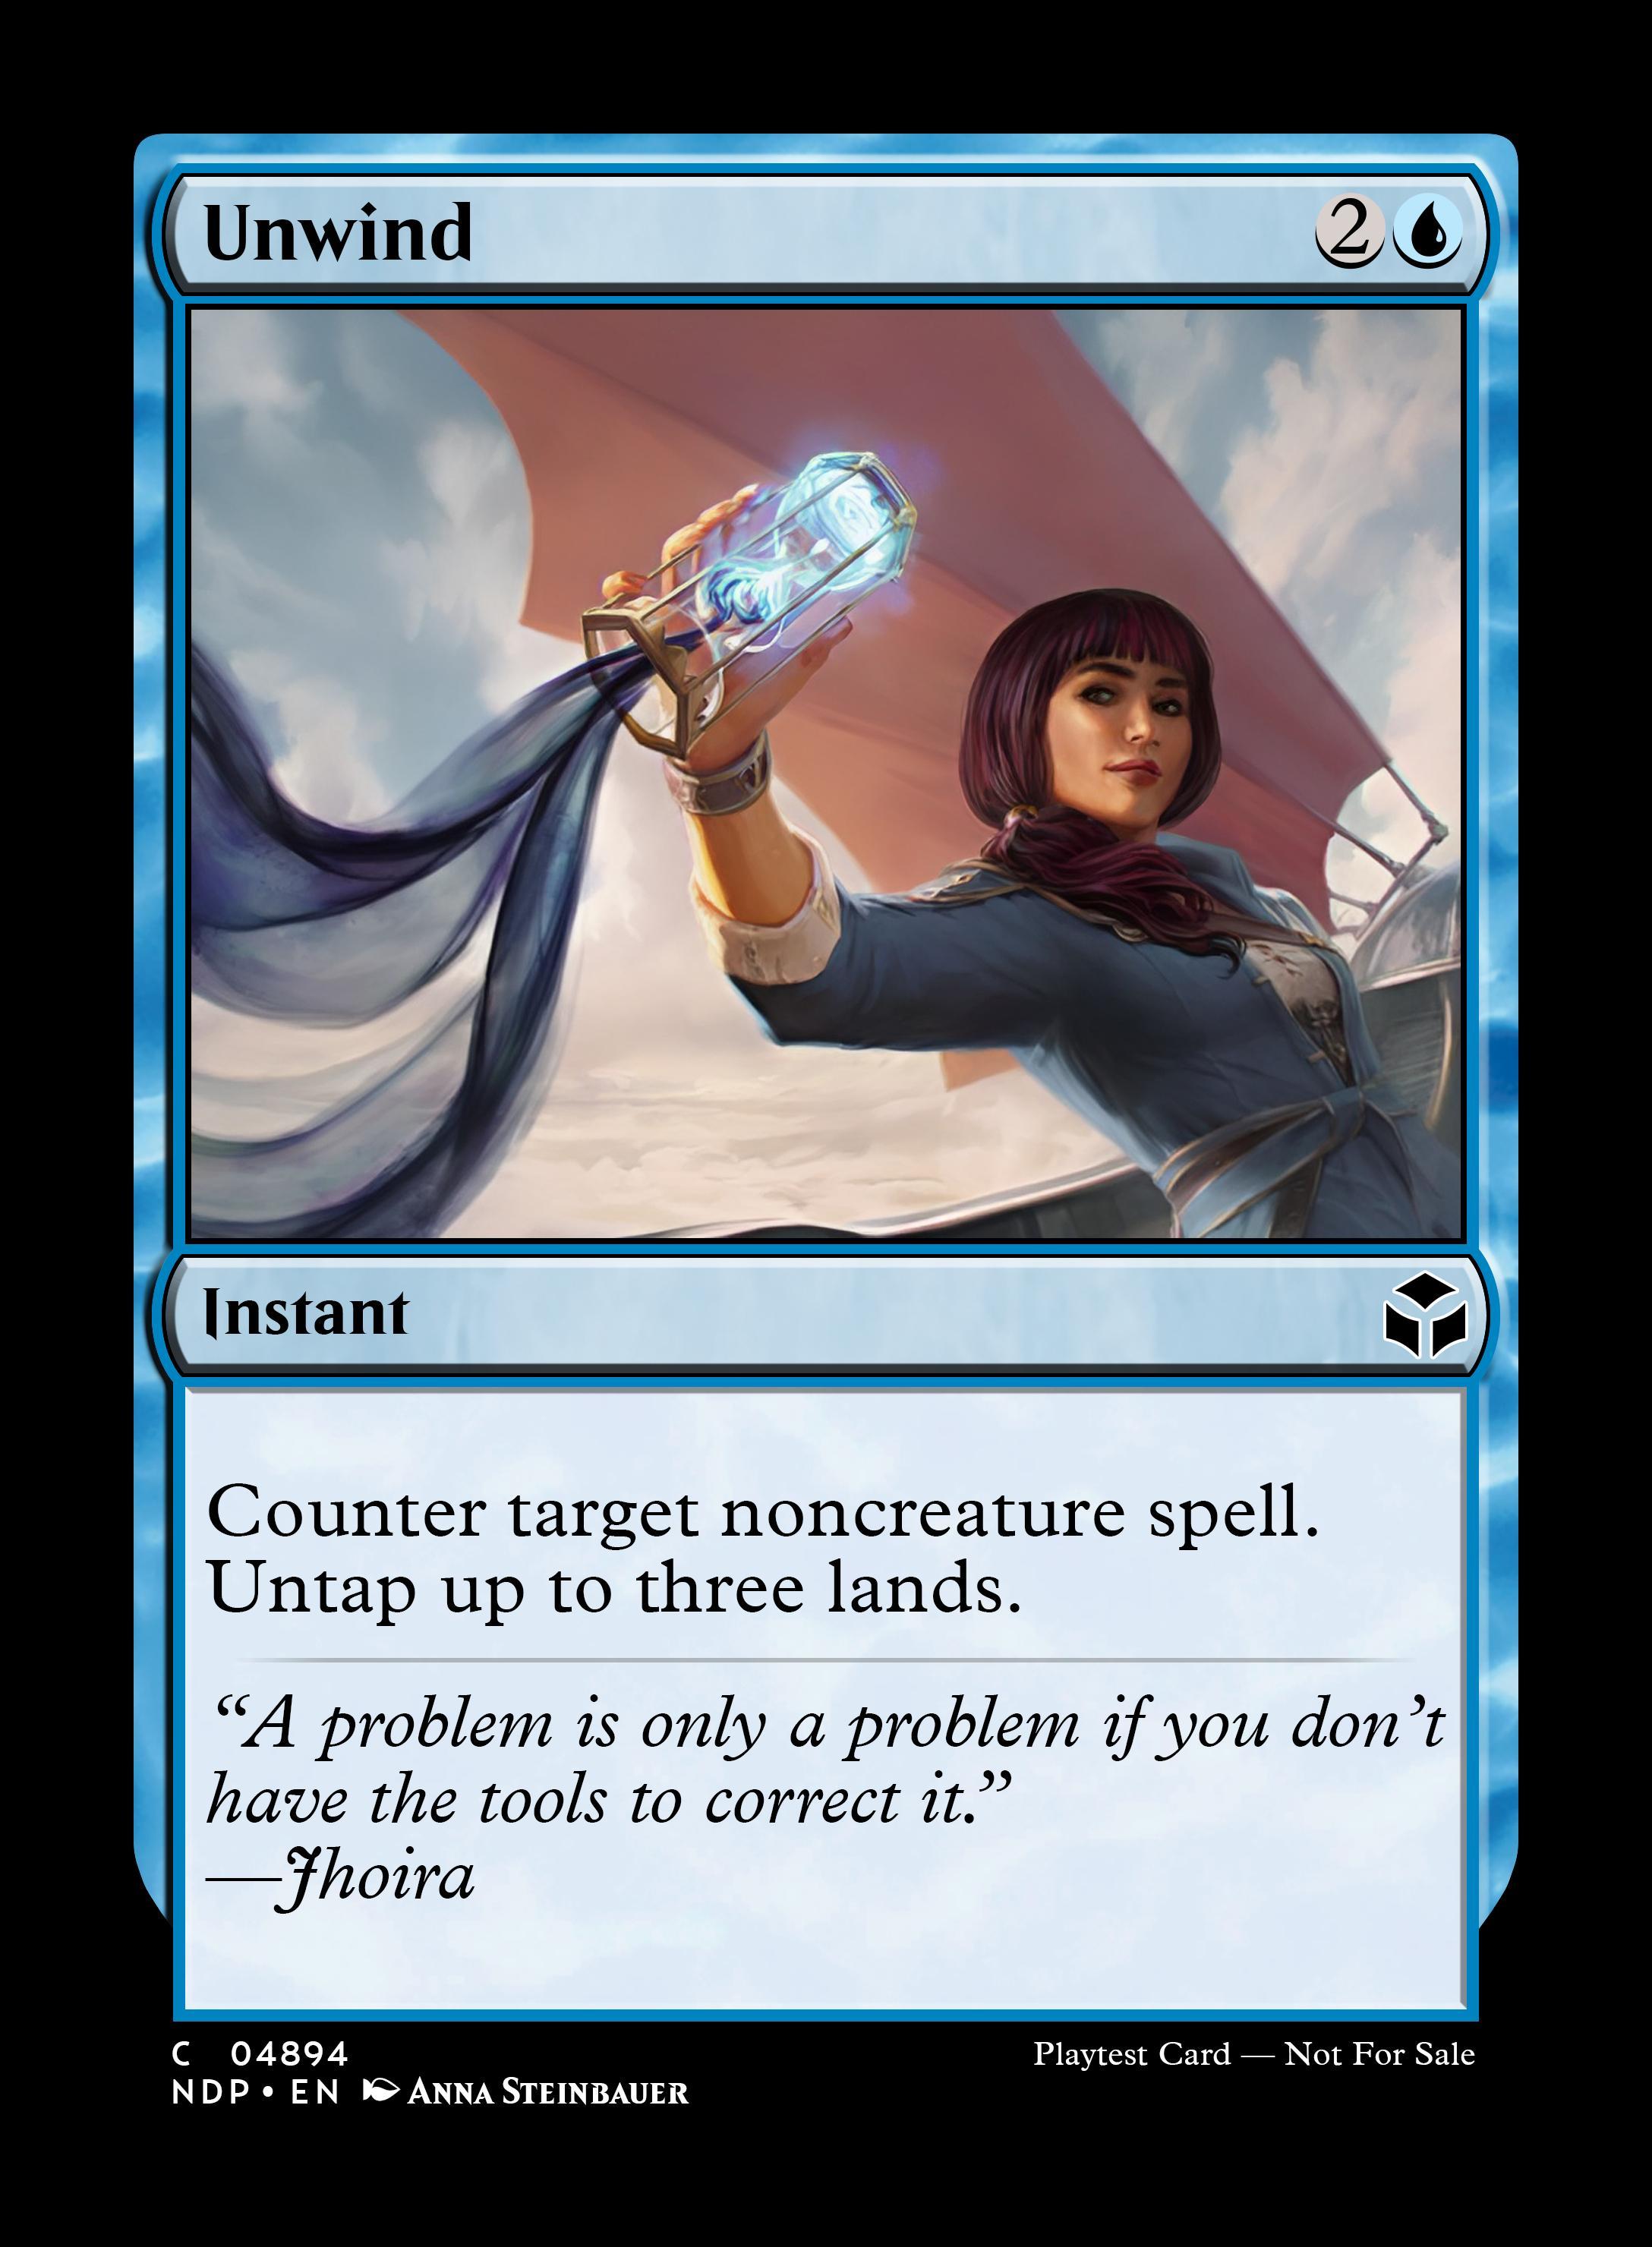 Unwind 2
Instant
Counter target noncreature spell.
Untap up to three lands.
“A problem is only a problem if you don’t
have the tools to correct it.”
—Jhoira
C 04894
Playtest Card — Not For Sale
NDP • EN Anna Steinbauer